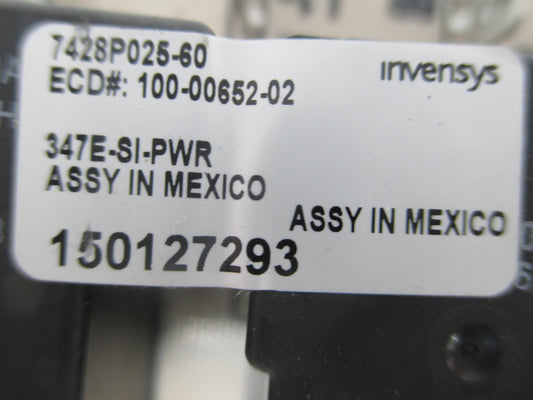 7428P025-60
invensys
ECD#: 100-00652-02
347E-SI-PWR
ASSY IN MEXICO
ASSY IN MEXICO
150127293